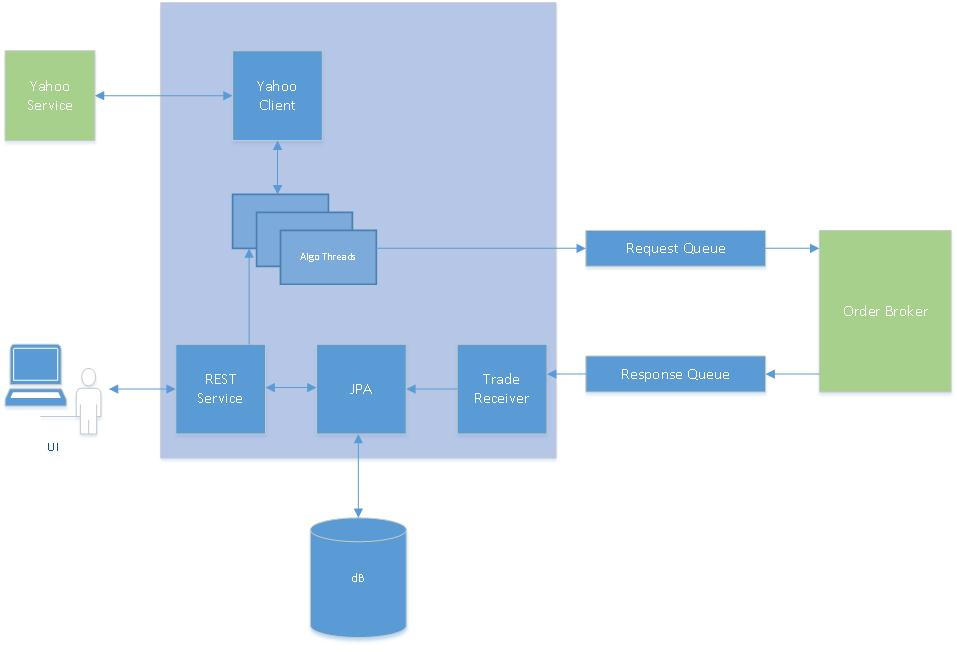 Yahoo
Service
Yahoo
Client
Algo Threads
Request Queue
Order Broker
REST
Service
JPA
Trade
Receiver
Response Queue
UI
dB